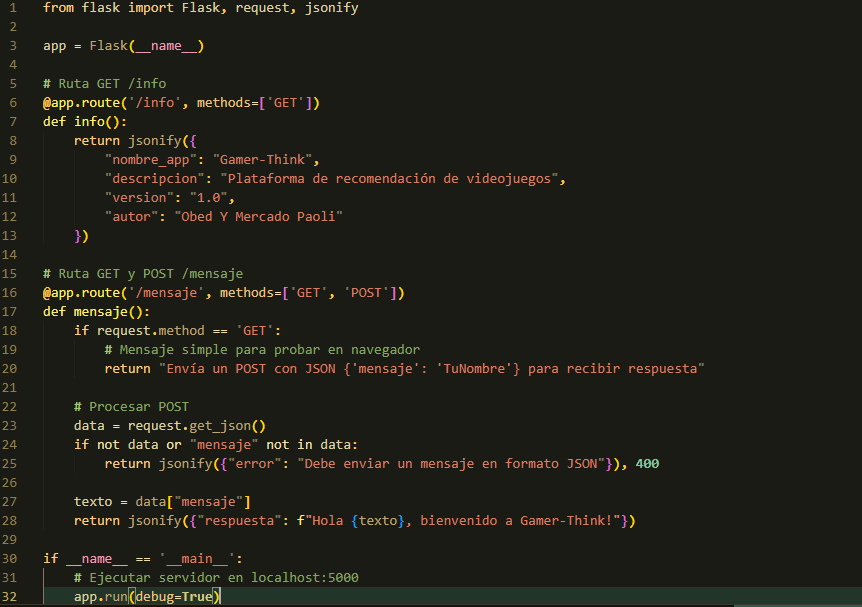 1 from flask import Flask, request, jsonify
2
3 app = Flask(__name__)
4
5 # Ruta GET /info
6 @app.route('/info', methods=['GET'])
7 def info():
8     return jsonify({
9         "nombre_app": "Gamer-Think",
10         "descripcion": "Plataforma de recomendación de videojuegos",
11         "version": "1.0",
12         "autor": "Obed Y Mercado Paoli"
13     })
14
15 # Ruta GET y POST /mensaje
16 @app.route('/mensaje', methods=['GET', 'POST'])
17 def mensaje():
18     if request.method == 'GET':
19         # Mensaje simple para probar en navegador
20         return "Envía un POST con JSON {'mensaje': 'TuNombre'} para recibir respuesta"
21
22     # Procesar POST
23     data = request.get_json()
24     if not data or "mensaje" not in data:
25         return jsonify({"error": "Debe enviar un mensaje en formato JSON"}), 400
26
27     texto = data["mensaje"]
28     return jsonify({"respuesta": f"Hola {texto}, bienvenido a Gamer-Think!"})
29
30 if __name__ == '__main__':
31     # Ejecutar servidor en localhost:5000
32     app.run(debug=True)